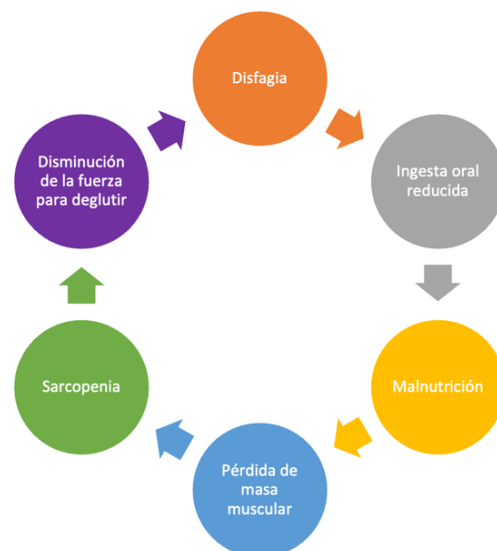 Disfagia
Ingesta oral
reducida
Malnutrición
Pérdida de
masa
muscular
Sarcopenia
Disminución
de la fuerza
para deglutir